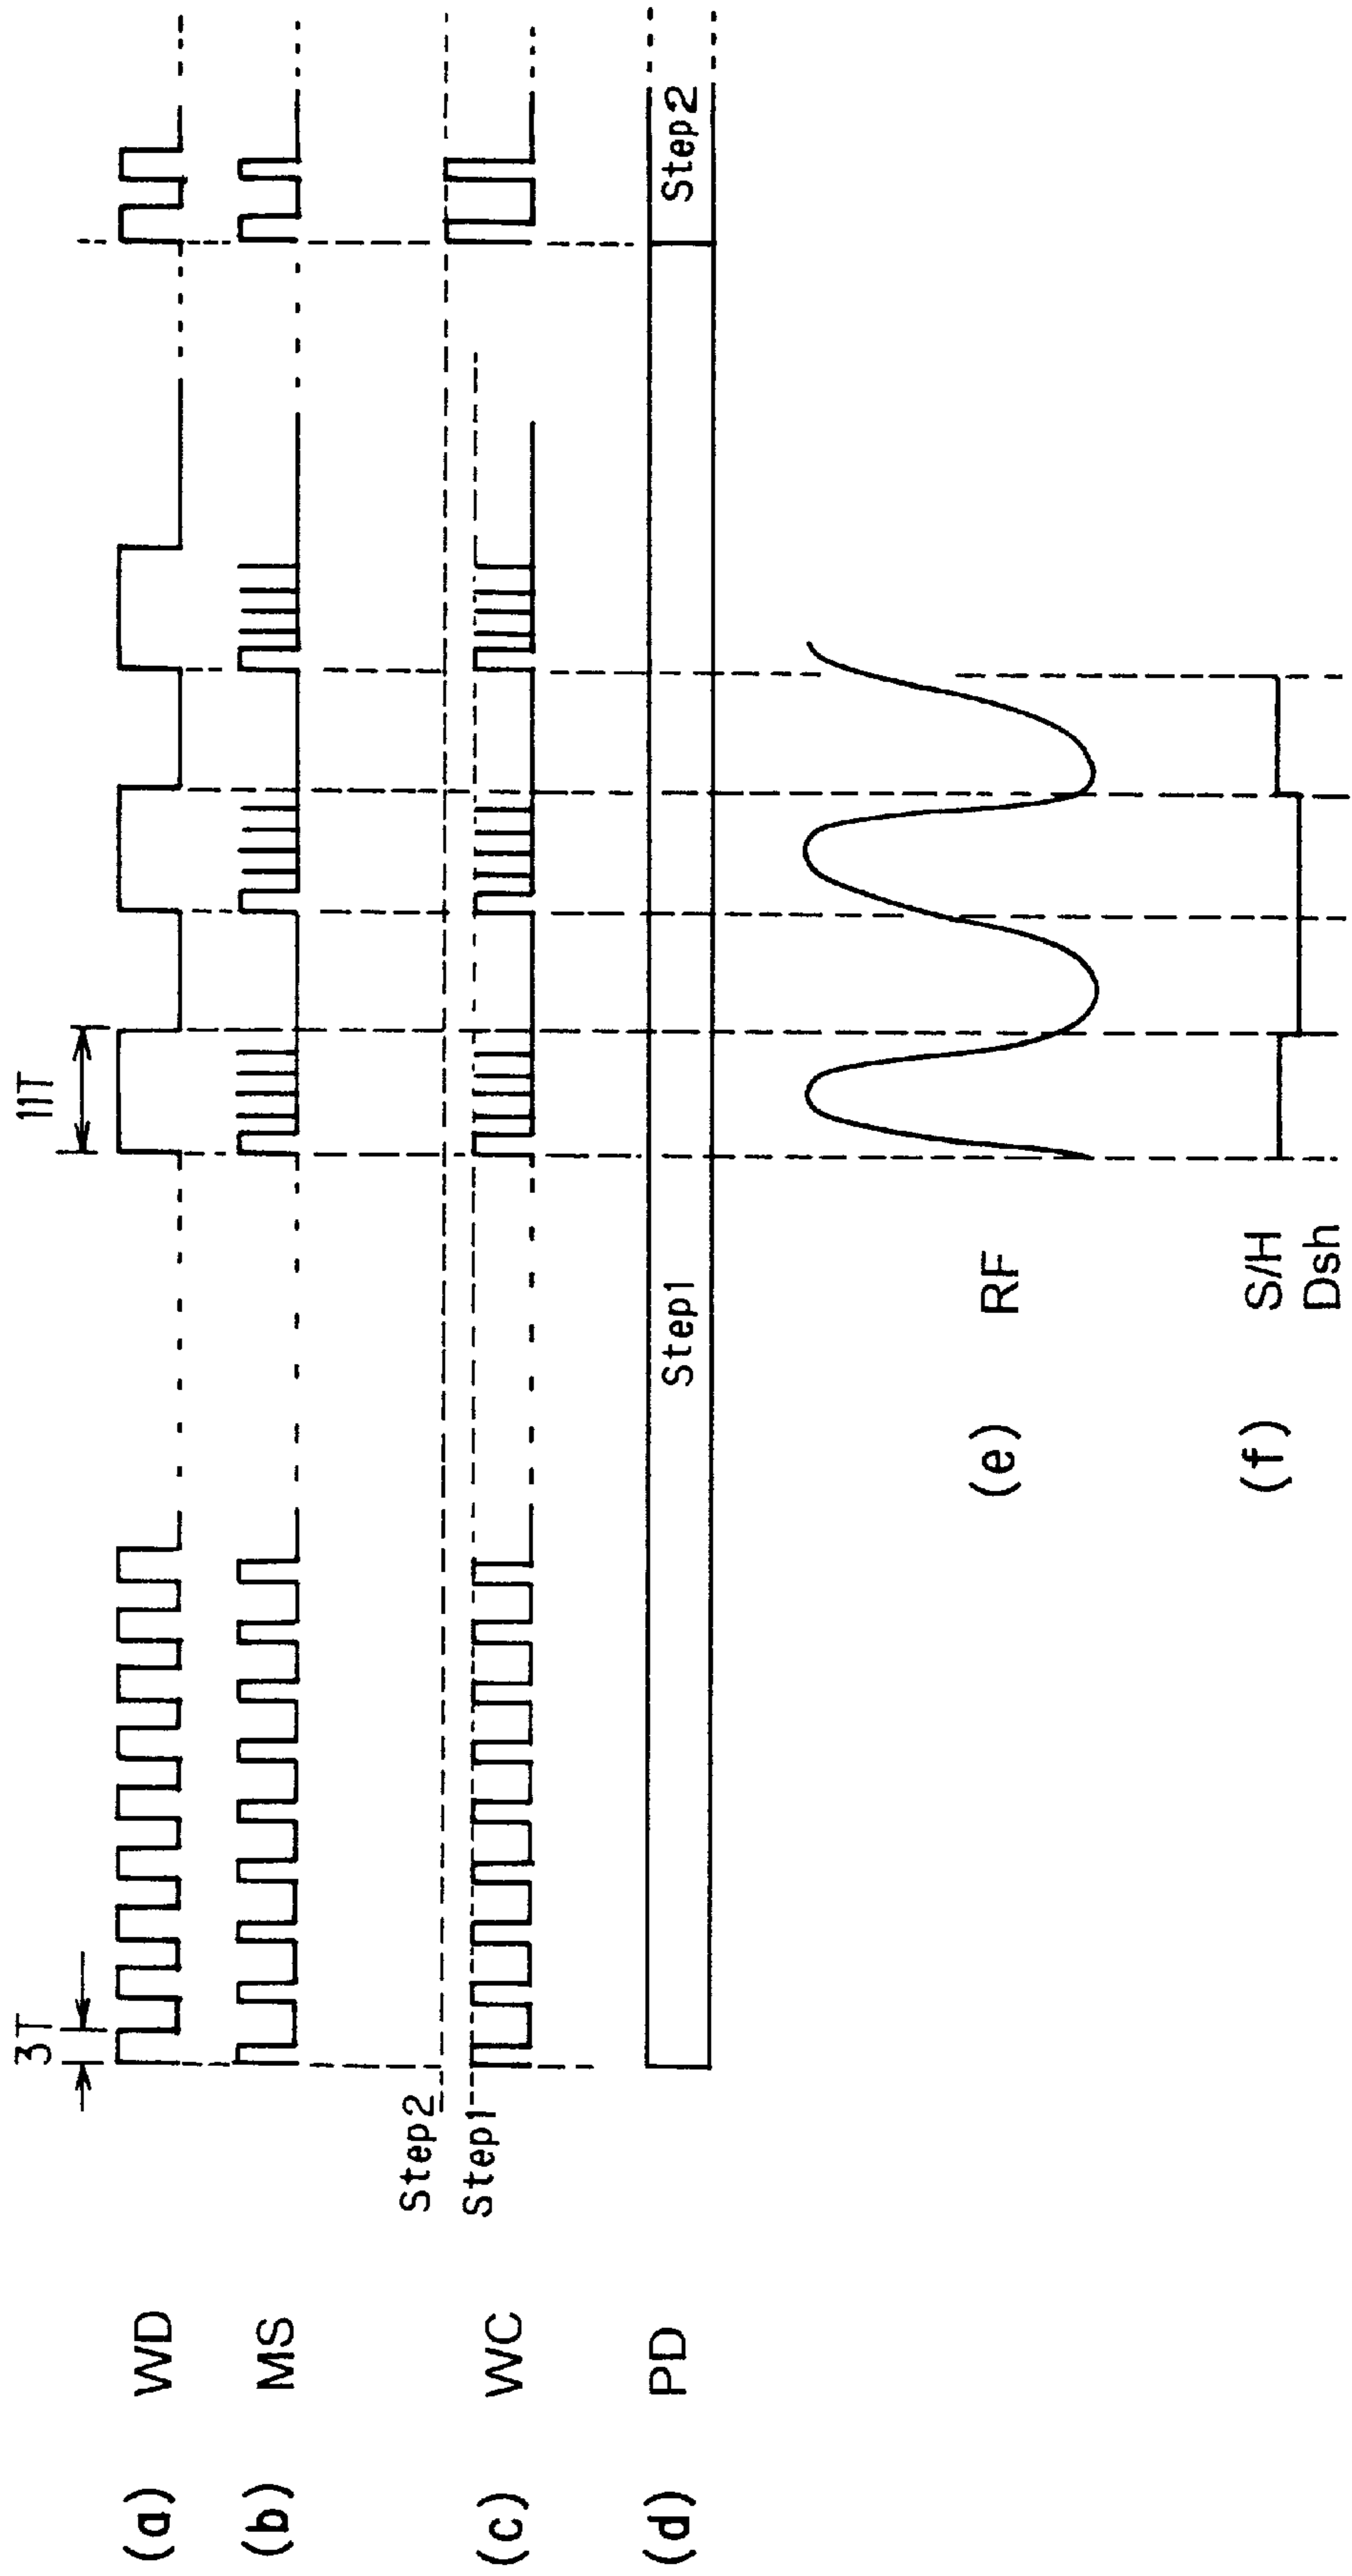 3T
11T
(a) WD
(b) MS
Step2
Step1
(c) WC
(d) PD
Step1
Step2
(e) RF
(f) S/H
Dsh